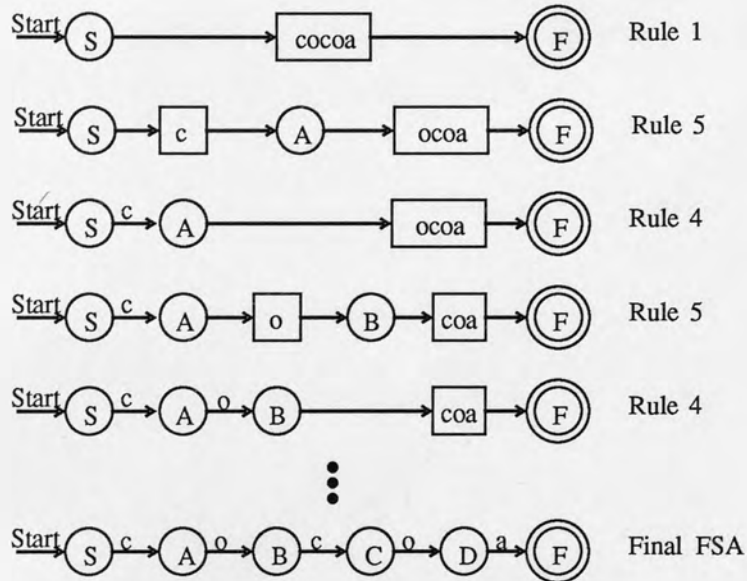 Start S cocoa F Rule 1
Start S c A ocoa F Rule 5
Start S c A ocoa F Rule 4
Start S c A o B coa F Rule 5
Start S c A o B coa F Rule 4
Start S c A o B c C o D a F Final FSA